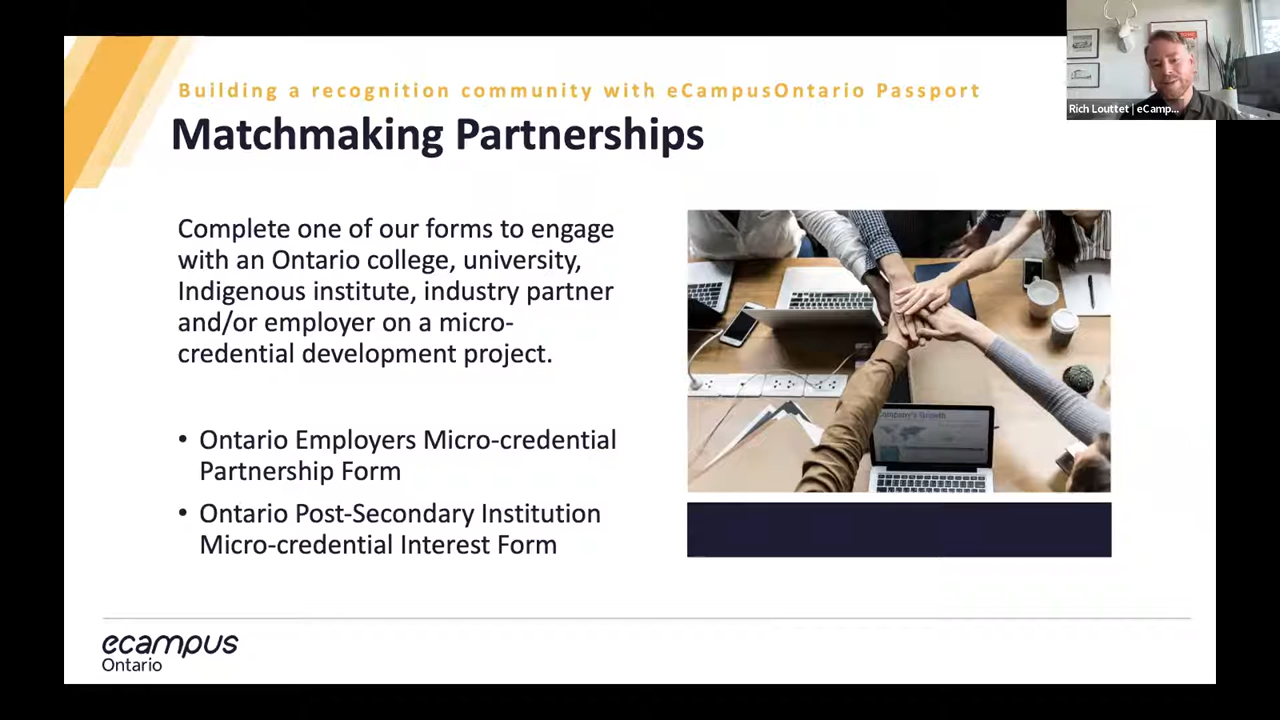 Building a recognition community with eCampusOntario Passport
Matchmaking Partnerships
Rich Louttet | eCamp...
Complete one of our forms to engage
with an Ontario college, university,
Indigenous institute, industry partner
and/or employer on a micro-
credential development project.
Company's Growth
• Ontario Employers Micro-credential
Partnership Form
• Ontario Post-Secondary Institution
Micro-credential Interest Form
ecampus
Ontario